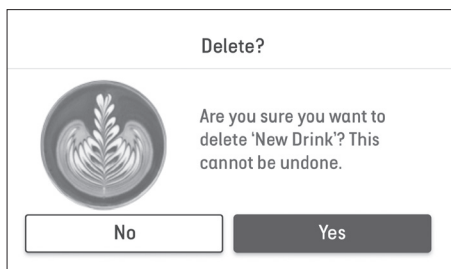 Delete?
Are you sure you want to
delete ‘New Drink’? This
cannot be undone.
No
Yes